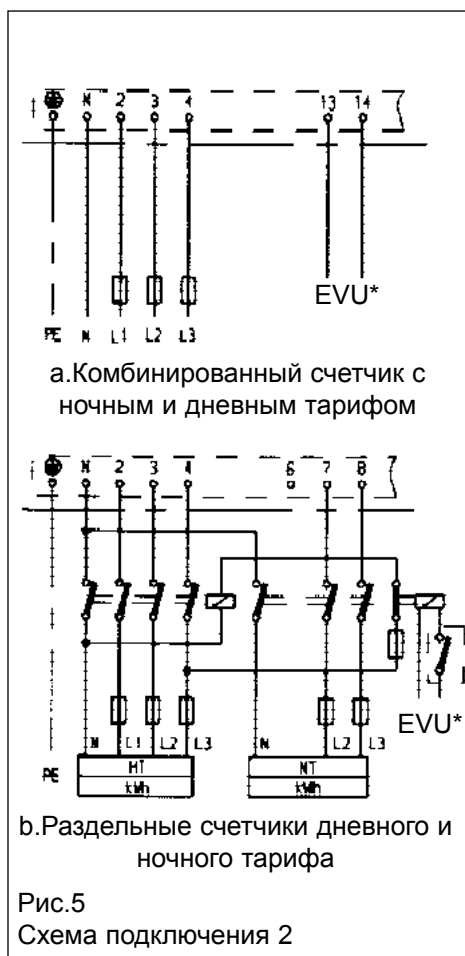 N 2 3 4 13 14
EVU*
PE N L1 L2 L3
a.Комбинированный счетчик с
ночным и дневным тарифом
N 2 3 4 6 7 8
EVU*
N L1 L2 L3 N L2 L3
PE HT NT
kWh kWh
b.Раздельные счетчики дневного и
ночного тарифа
Рис.5
Схема подключения 2